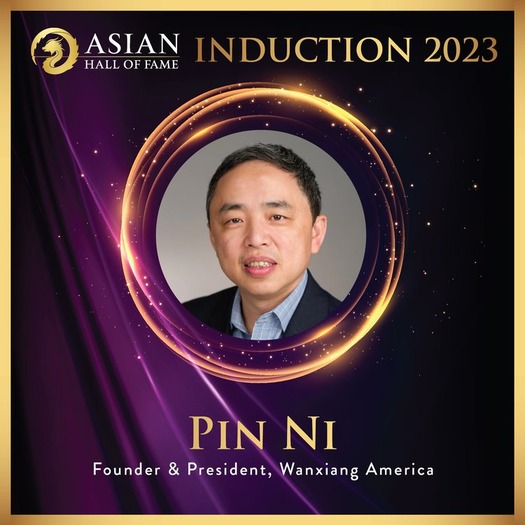 ASIAN
HALL OF FAME
INDUCTION 2023
PIN NI
Founder & President, Wanxiang America